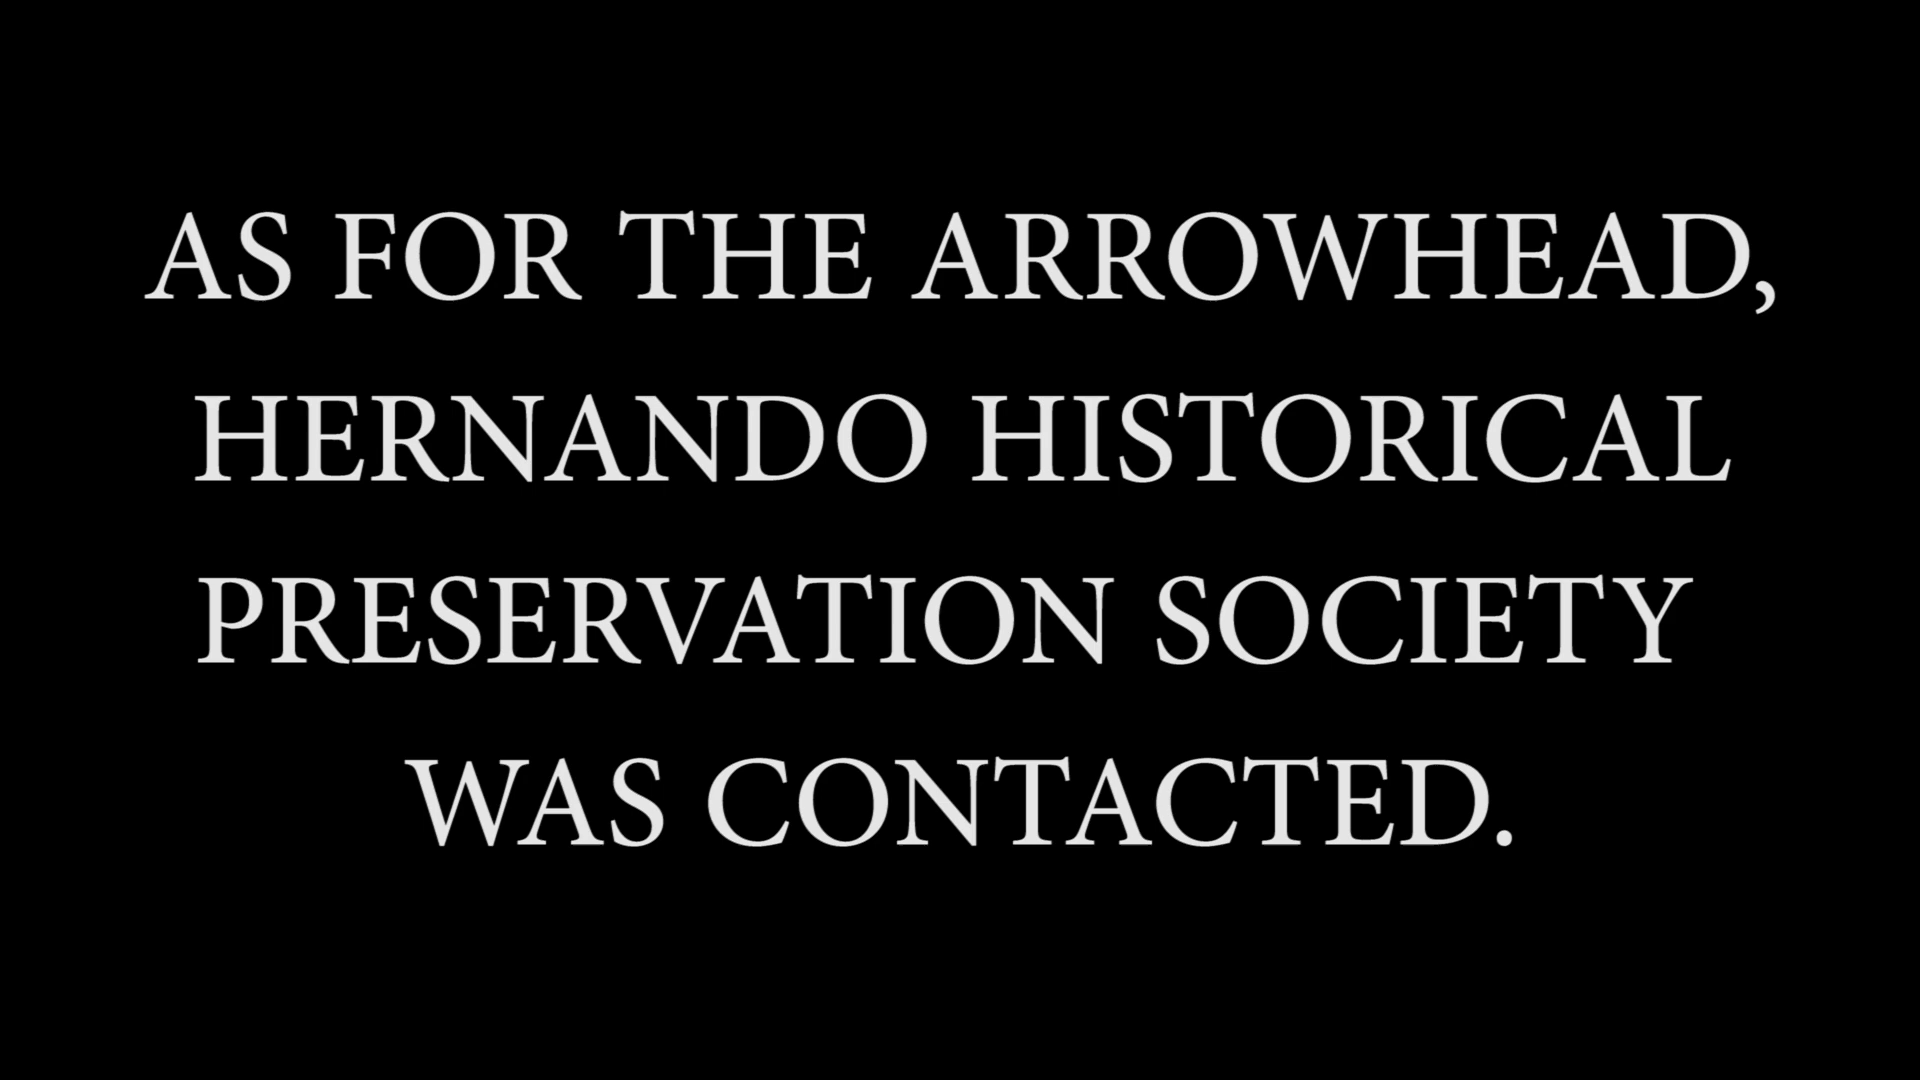 AS FOR THE ARROWHEAD,
HERNANDO HISTORICAL
PRESERVATION SOCIETY
WAS CONTACTED.